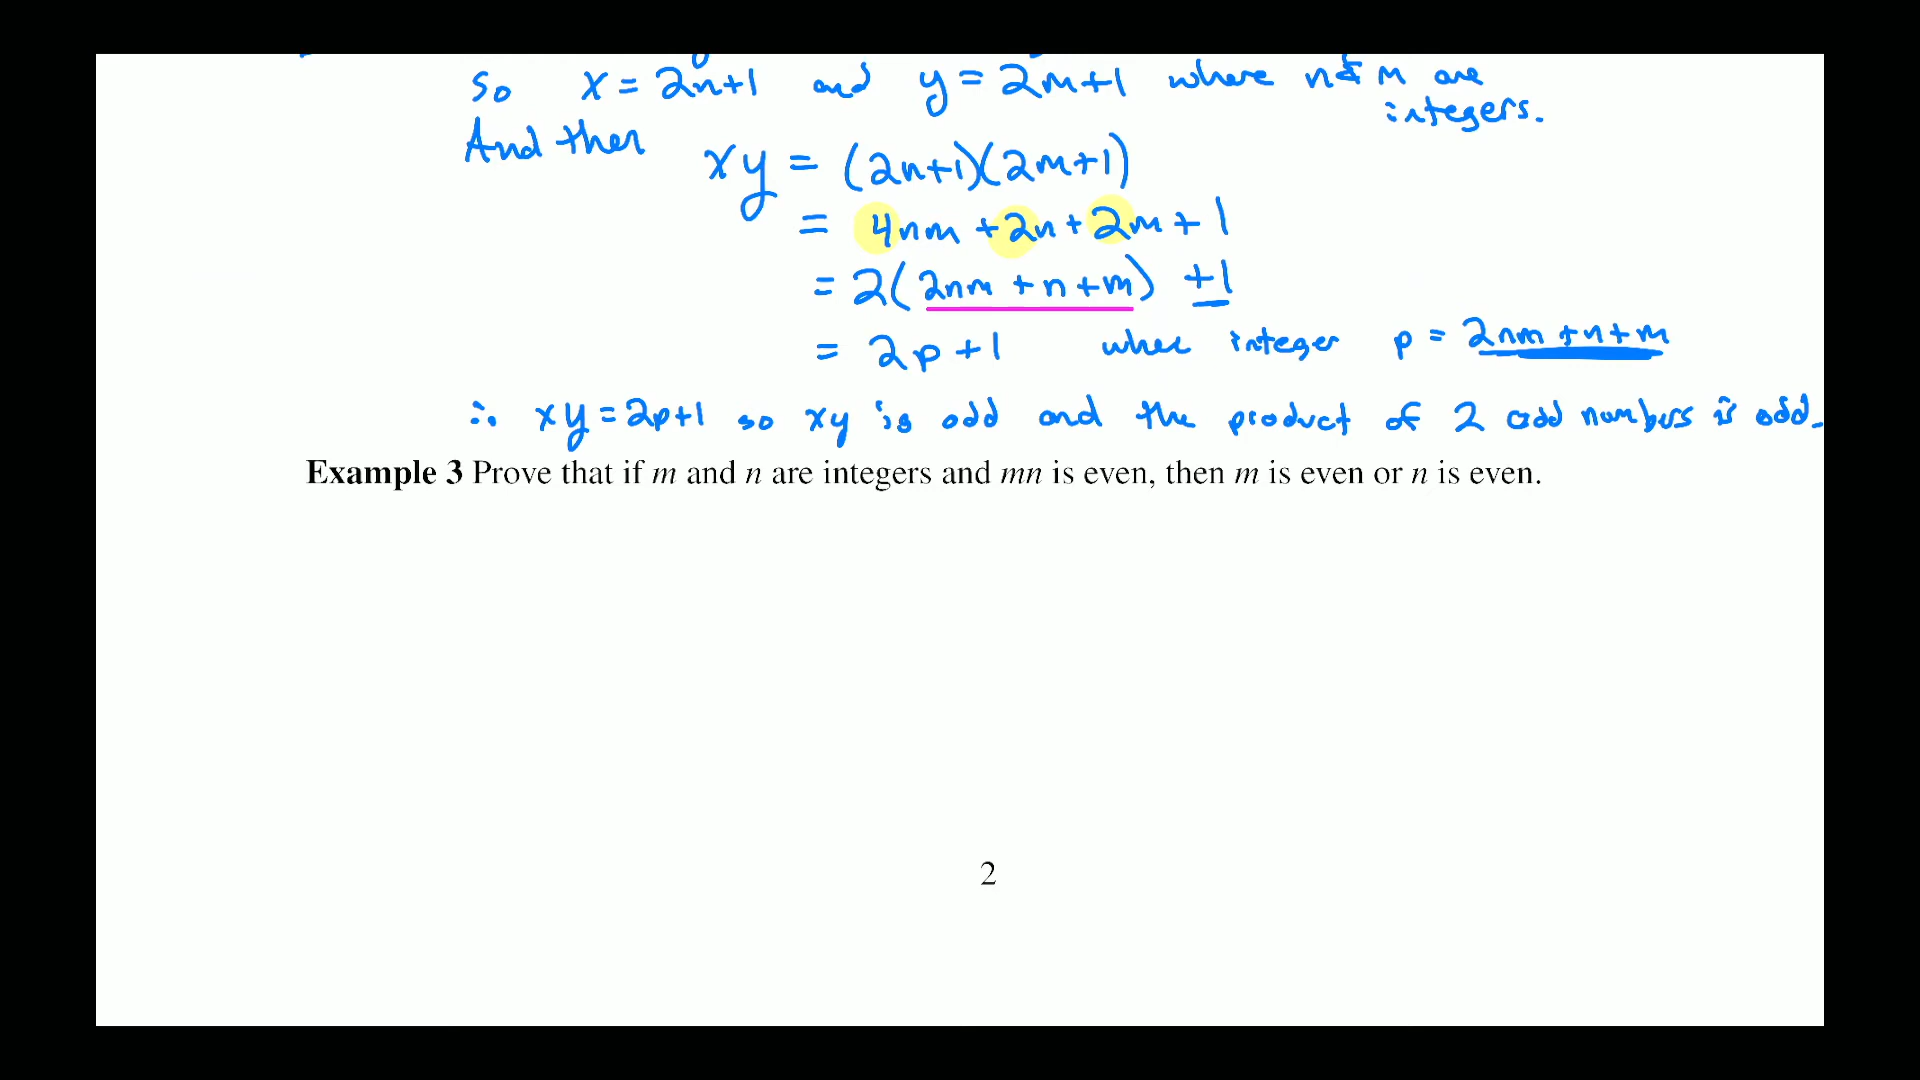 so x = 2n+1 and y = 2m+1 where n & m are
integers.
And then
xy = (2n+1)(2m+1)
= 4nm + 2n + 2m + 1
= 2(2nm + n + m) + 1
= 2p + 1 where integer p = 2nm + n + m
∴ xy = 2p+1 so xy is odd and the product of 2 odd numbers is odd.
Example 3 Prove that if m and n are integers and mn is even, then m is even or n is even.
2